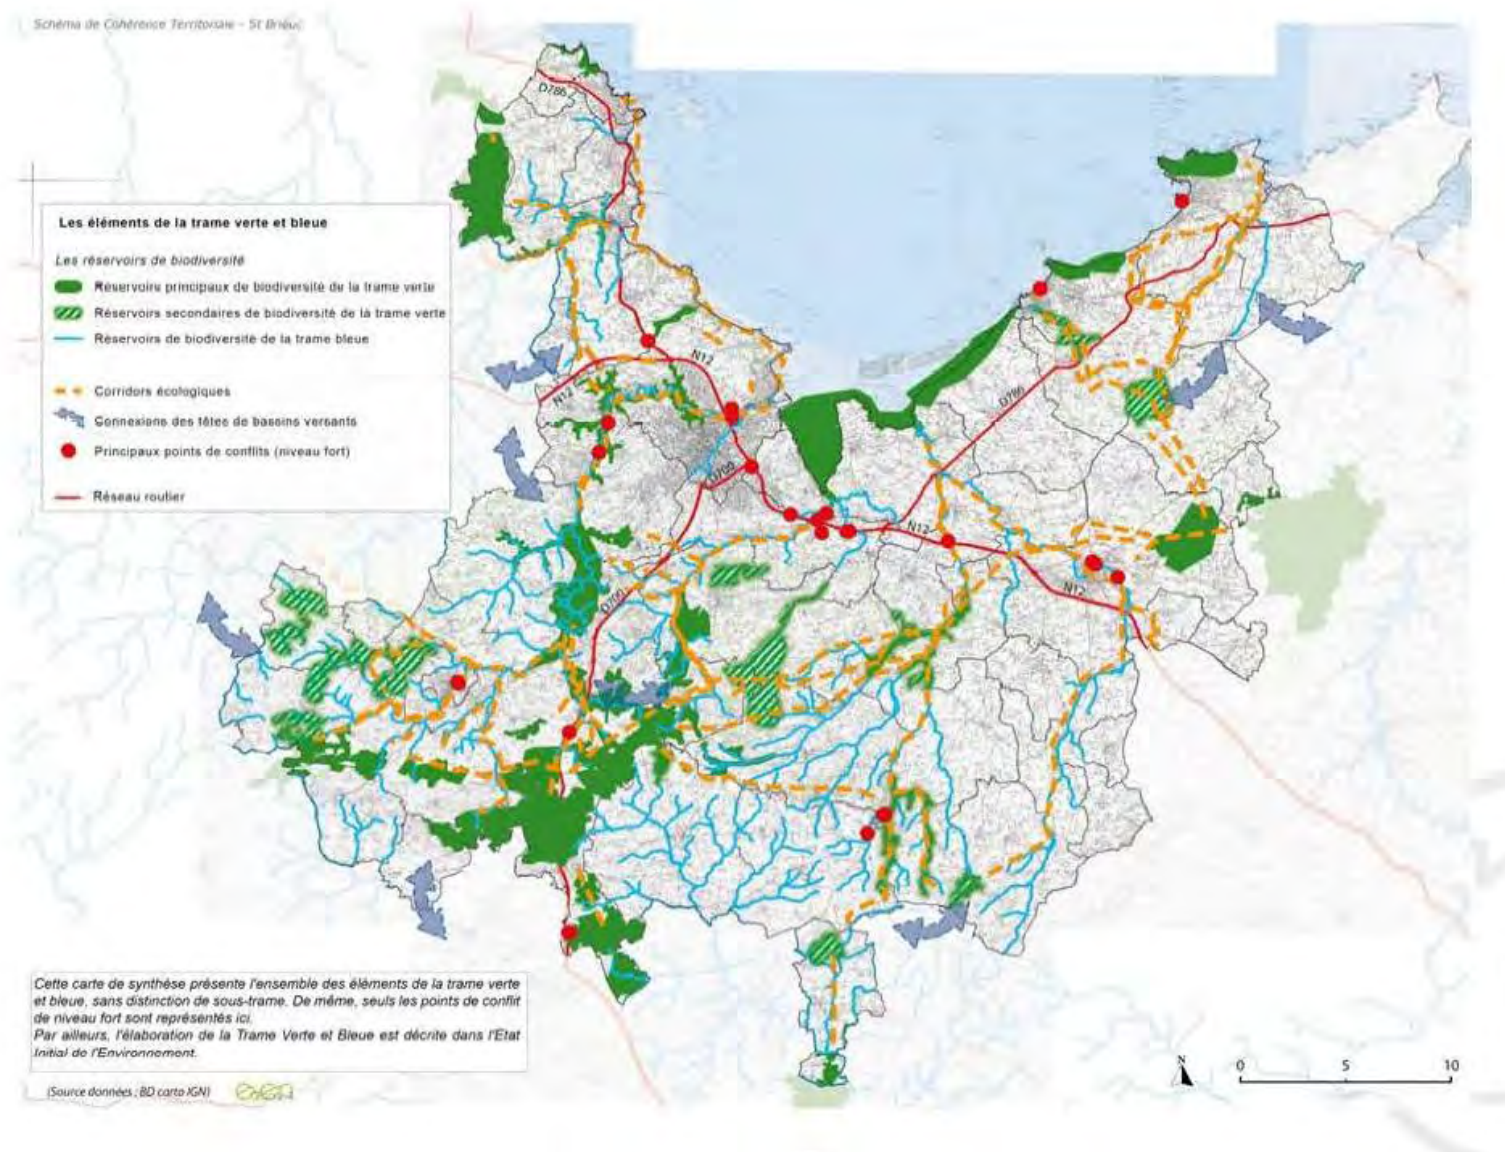 Schéma de Cohérence Territoriale - St Brieuc
D786
Les éléments de la trame verte et bleue
Les réservoirs de biodiversité
Réservoirs principaux de biodiversité de la trame verte
Réservoirs secondaires de biodiversité de la trame verte
Réservoirs de biodiversité de la trame bleue
Corridors écologiques
Connexions des têtes de bassins versants
Principaux points de conflits (niveau fort)
Réseau routier
N12
N12
D786
D700
N12
D700
N12
Cette carte de synthèse présente l'ensemble des éléments de la trame verte
et bleue, sans distinction de sous-trame. De même, seuls les points de conflit
de niveau fort sont représentés ici.
Par ailleurs, l'élaboration de la Trame Verte et Bleue est décrite dans l'Etat
Initial de l'Environnement.
(Source données : BD carto IGN)
N
0 5 10